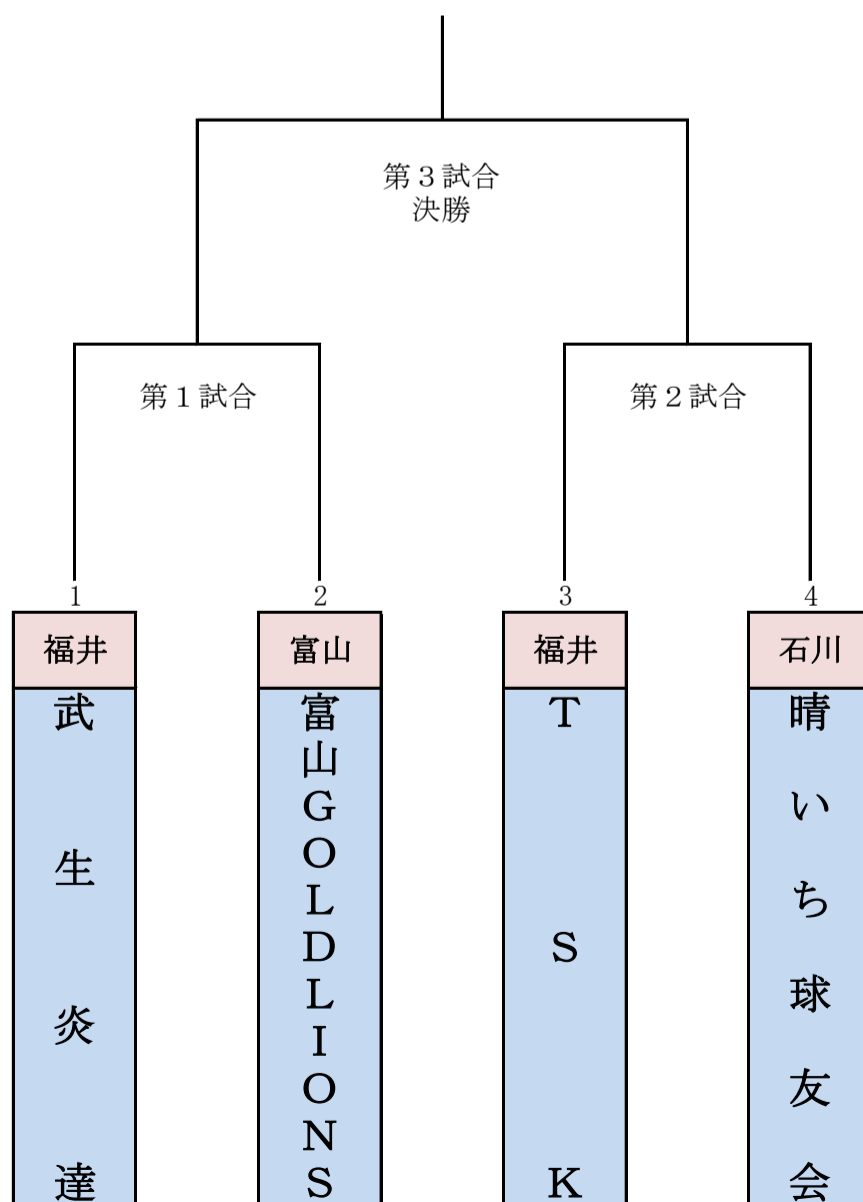 第３試合
決勝
第１試合
第２試合
1
2
3
4
福井
富山
福井
石川
武生炎達
富山GOLDLIONS
TSK
晴いち球友会